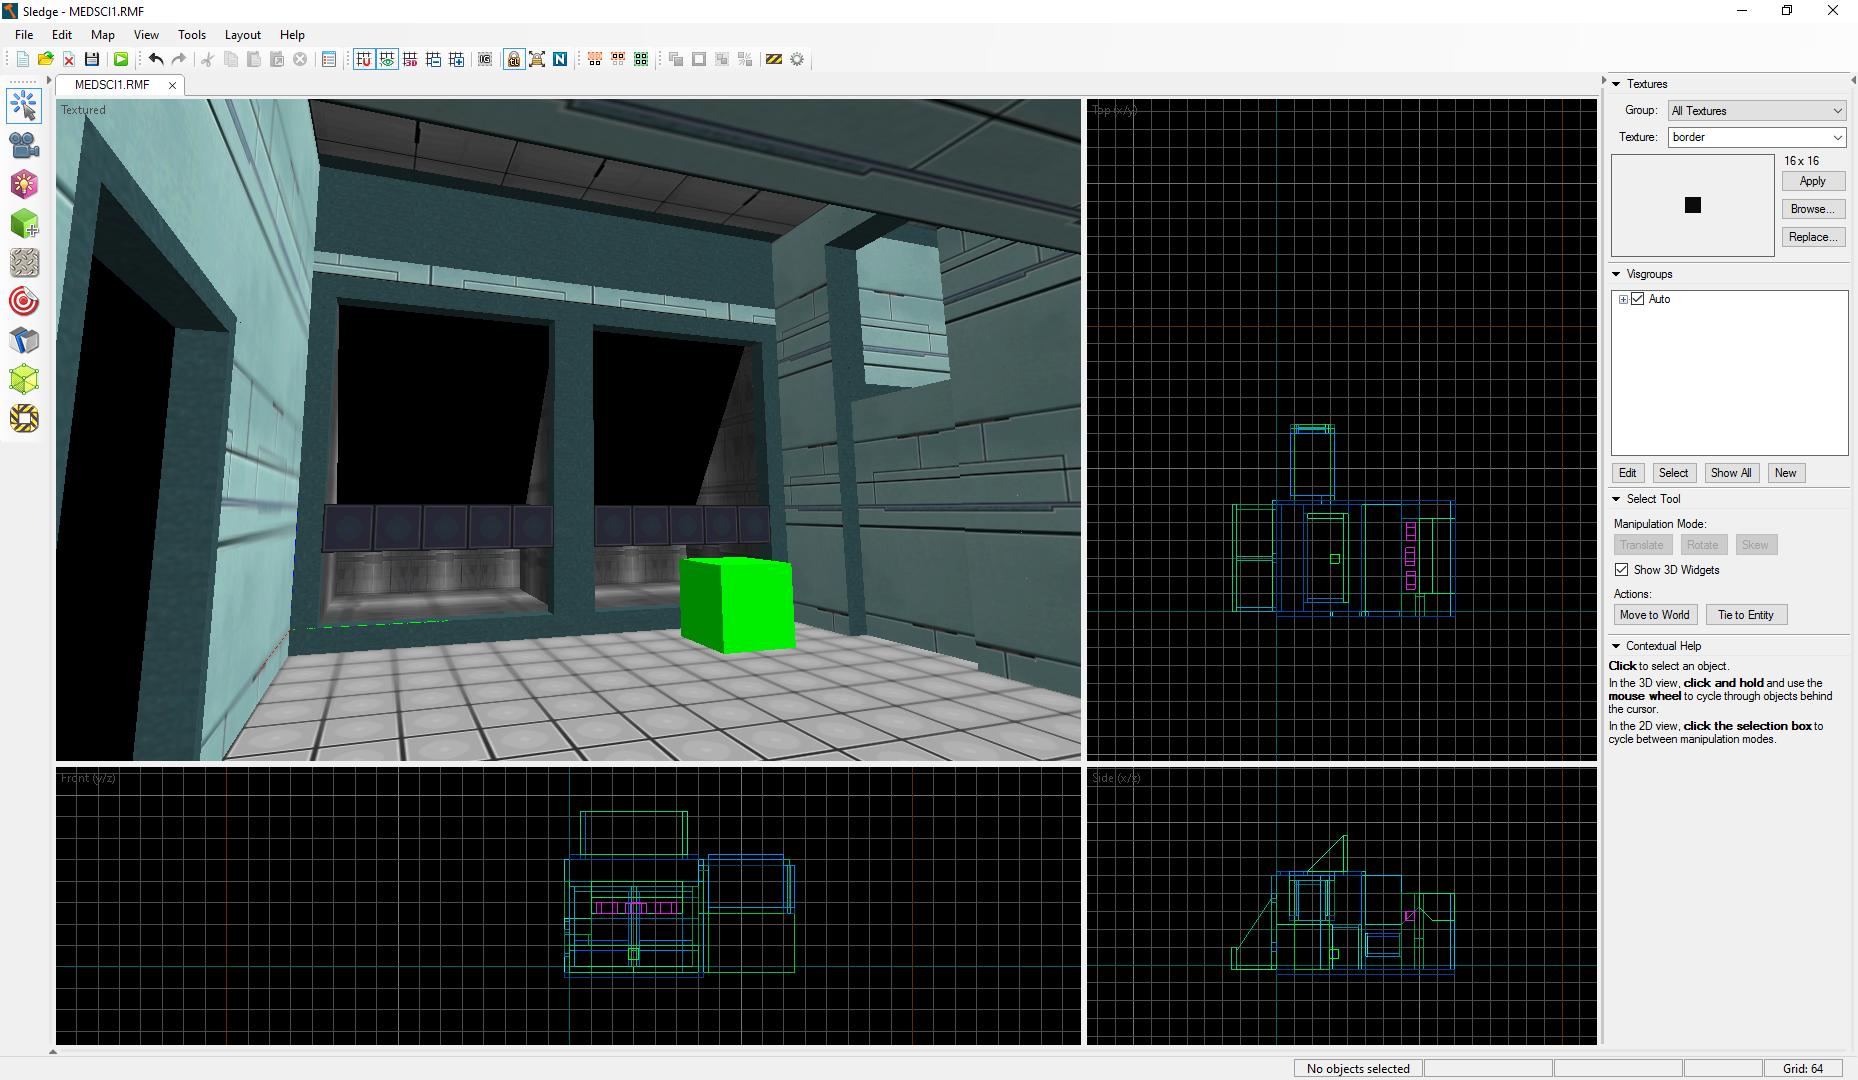 Sledge - MEDSCI1.RMF
File Edit Map View Tools Layout Help
MEDSCI1.RMF
Textured
Top (x/y)
Front (y/z)
Side (x/z)
Textures
Group: All Textures
Texture: border
16 x 16
Apply
Browse...
Replace...
Visgroups
Auto
Edit Select Show All New
Select Tool
Manipulation Mode:
Translate Rotate Skew
Show 3D Widgets
Actions:
Move to World Tie to Entity
Contextual Help
Click to select an object.
In the 3D view, click and hold and use the
mouse wheel to cycle through objects behind
the cursor.
In the 2D view, click the selection box to
cycle between manipulation modes.
No objects selected
Grid: 64